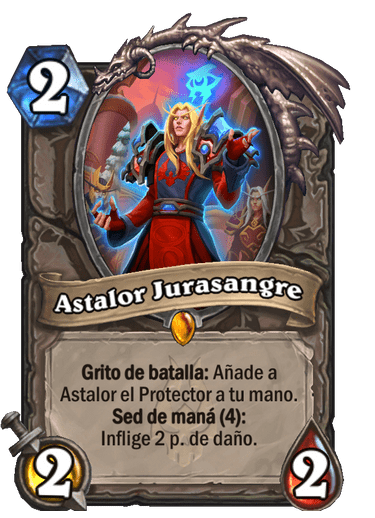 2
Astalor Jurasangre
Grito de batalla: Añade a
Astalor el Protector a tu mano.
Sed de maná (4):
Inflige 2 p. de daño.
2
2